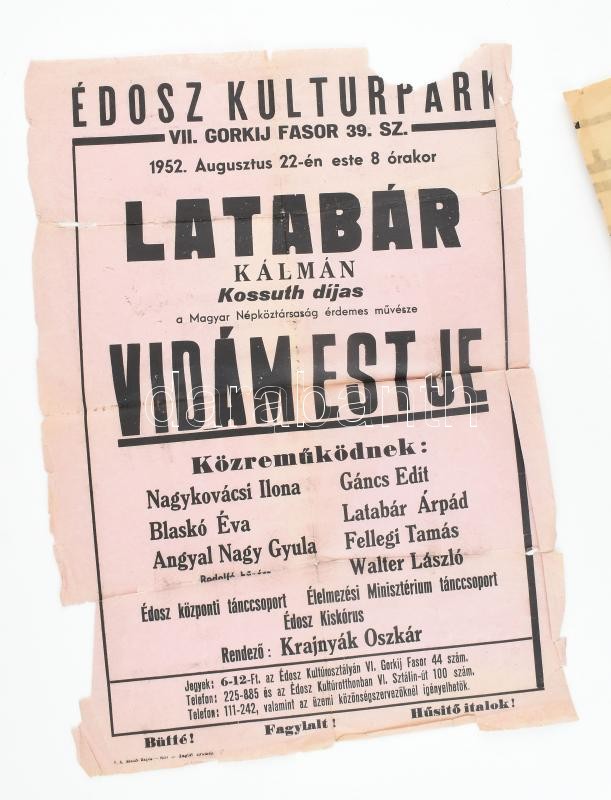 ÉDOSZ KULTURPARK
VII. GORKIJ FASOR 39. SZ.
1952. Augusztus 22-én este 8 órakor
LATABÁR
KÁLMÁN
Kossuth díjas
a Magyar Népköztársaság érdemes művésze
VIDÁM ESTJE
darabanth
Közreműködnek:
Nagykovácsi Ilona Gáncs Edit
Blaskó Éva Latabár Árpád
Angyal Nagy Gyula Fellegi Tamás
Walter László
Édosz központi tánccsoport Élelmezési Minisztérium tánccsoport
Édosz Kiskórus
Rendező: Krajnyák Oszkár
Jegyek: 6-12-Ft. az Édosz Kultúrosztályán VI. Gorkij Fasor 44 szám.
Telefon: 225-885 és az Édosz Kultúrotthonban VI. Sztálin-út 100 szám.
Telefon: 111-242, valamint az üzemi közönségszervezőknél igényelhetők.
Büffé! Fagylalt! Hűsitő italok!